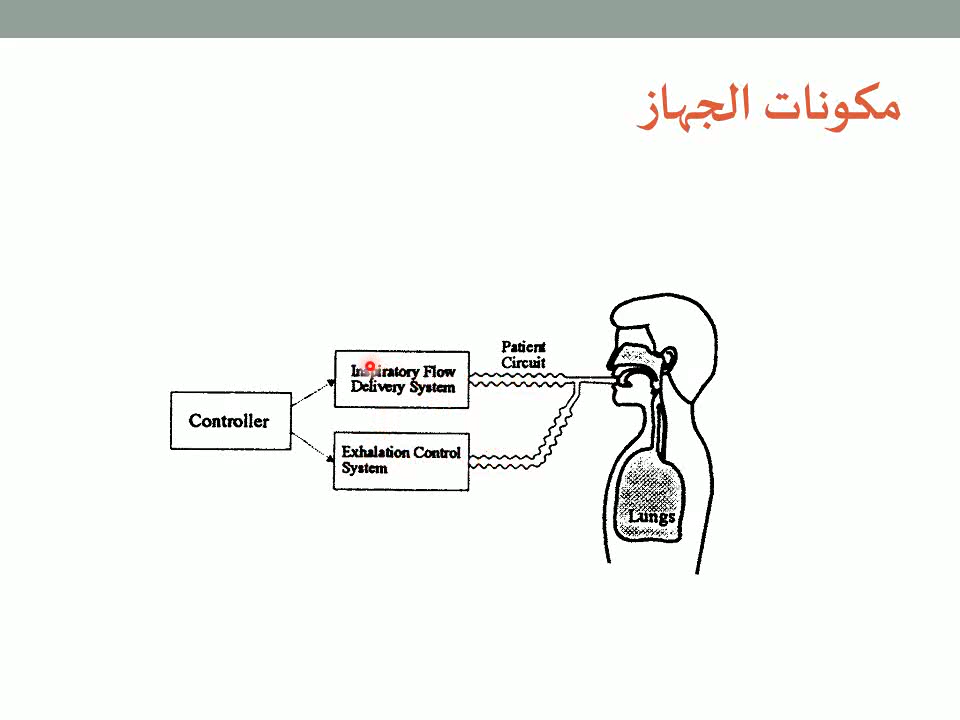 مكونات الجهاز
Patient
Circuit
Inspiratory Flow
Delivery System
Controller
Exhalation Control
System
Lungs